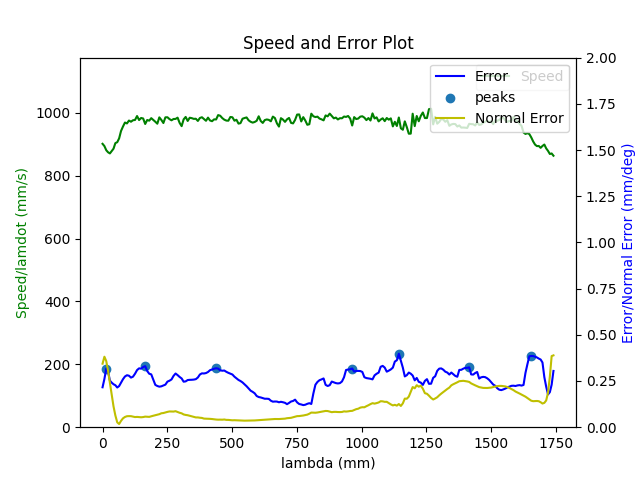 Speed and Error Plot
Error
Speed
peaks
Normal Error
Speed/lamdot (mm/s)
1000
800
600
400
200
0
2.00
1.75
1.50
1.25
1.00
0.75
0.50
0.25
0.00
Error/Normal Error (mm/deg)
0 250 500 750 1000 1250 1500 1750
lambda (mm)